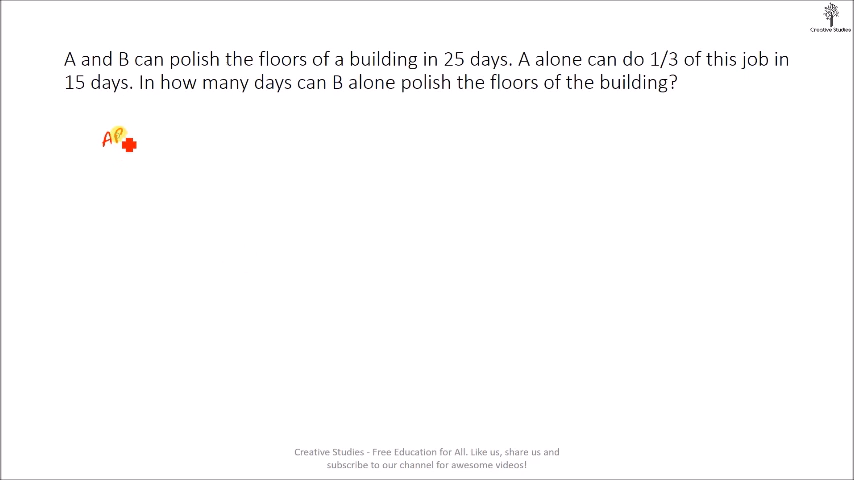 Creative Studies
A and B can polish the floors of a building in 25 days. A alone can do 1/3 of this job in
15 days. In how many days can B alone polish the floors of the building?
Creative Studies - Free Education for All. Like us, share us and
subscribe to our channel for awesome videos!